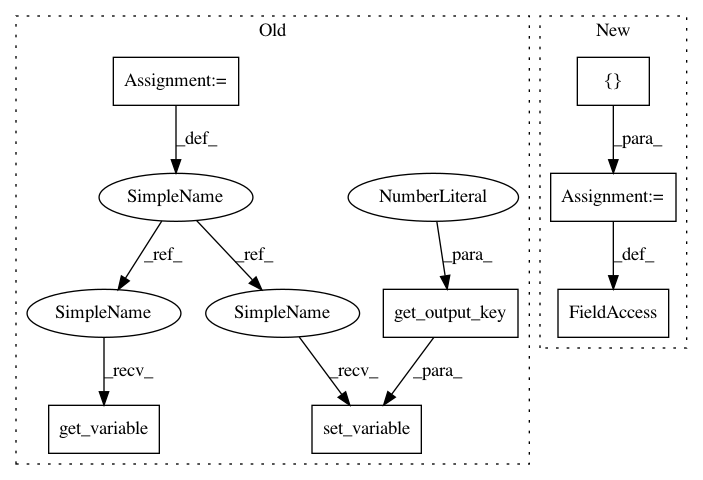 Old
New
Assignment:=
{}
_def_
_para_
SimpleName
NumberLiteral
Assignment:=
_ref_
_ref_
_para_
_def_
SimpleName
SimpleName
get_output_key
FieldAccess
_recv_
_recv_
_para_
get_variable
set_variable